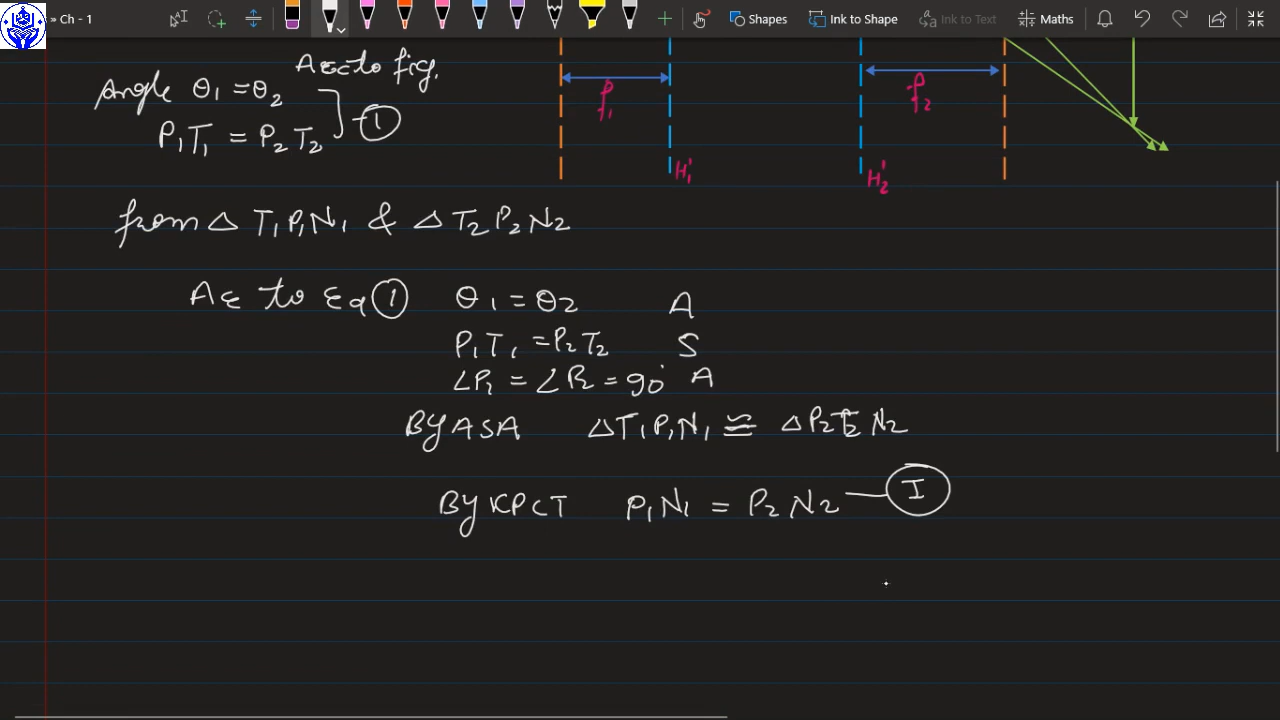 » Ch - 1
Shapes
Ink to Shape
Ink to Text
Maths
Acc to fig.
Angle θ1 = θ2
P1T1 = P2T2 } -①
f1
f2
H1'
H2'
from △ T1P1N1 & △ T2P2N2
Ac to Eq ① θ1 = θ2 A
P1T1 = P2T2 S
∠P1 = ∠P2 = 90° A
By ASA △T1P1N1 ≅ △P2T2N2
By KPCT P1N1 = P2N2 — Ⓘ